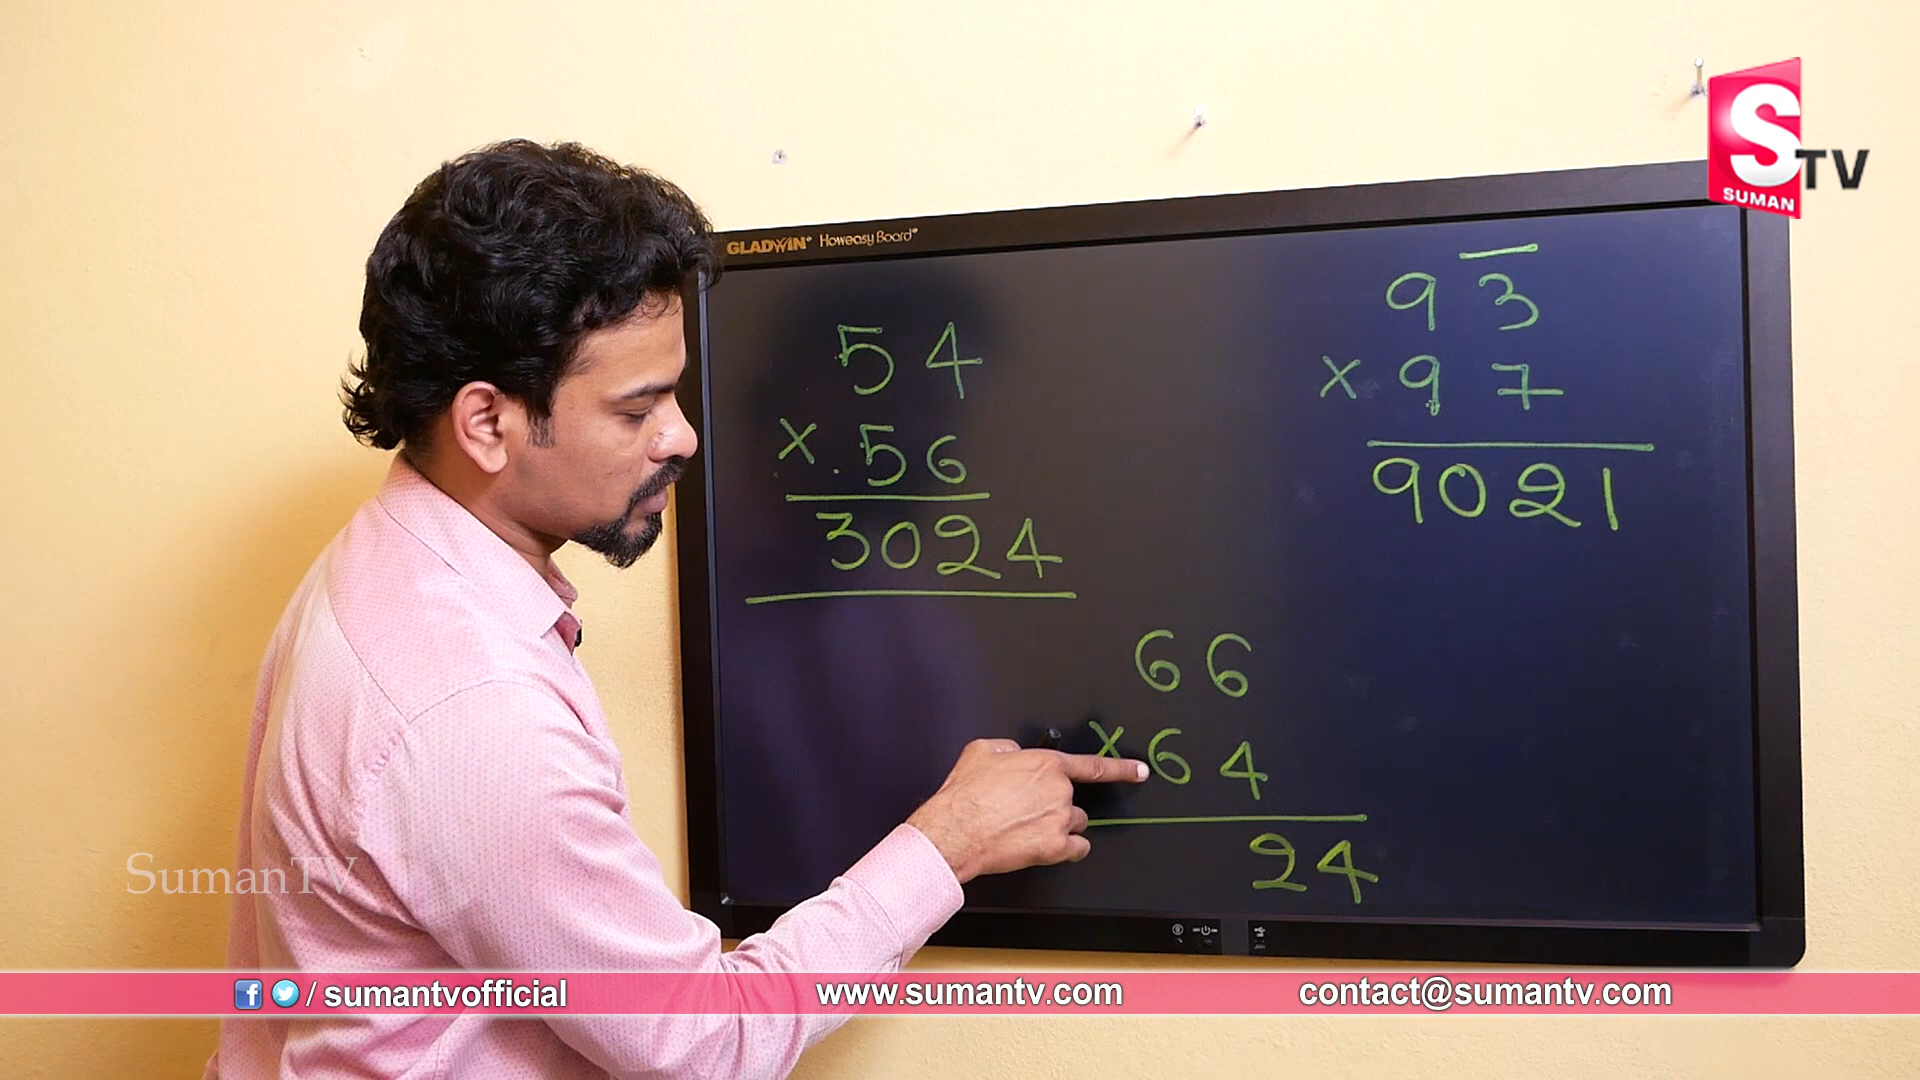 GLADWIN Howeasy Board
S TV
SUMAN
54
× . 56
3024
93
× 97
9021
66
× 64
24
SumanTV
/ sumantvofficial
www.sumantv.com
contact@sumantv.com